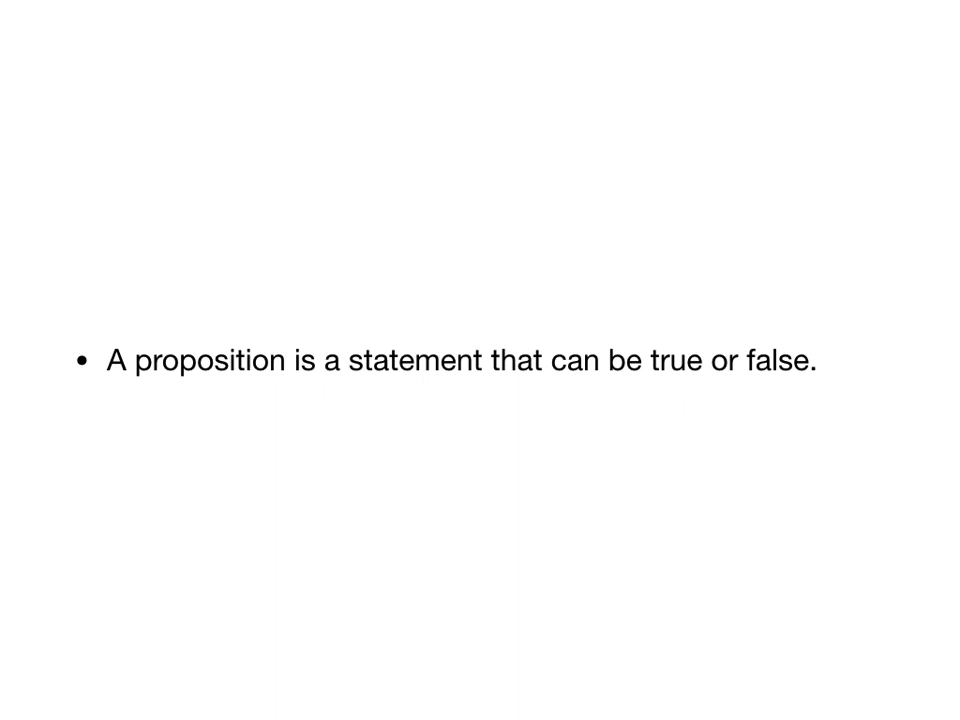 • A proposition is a statement that can be true or false.